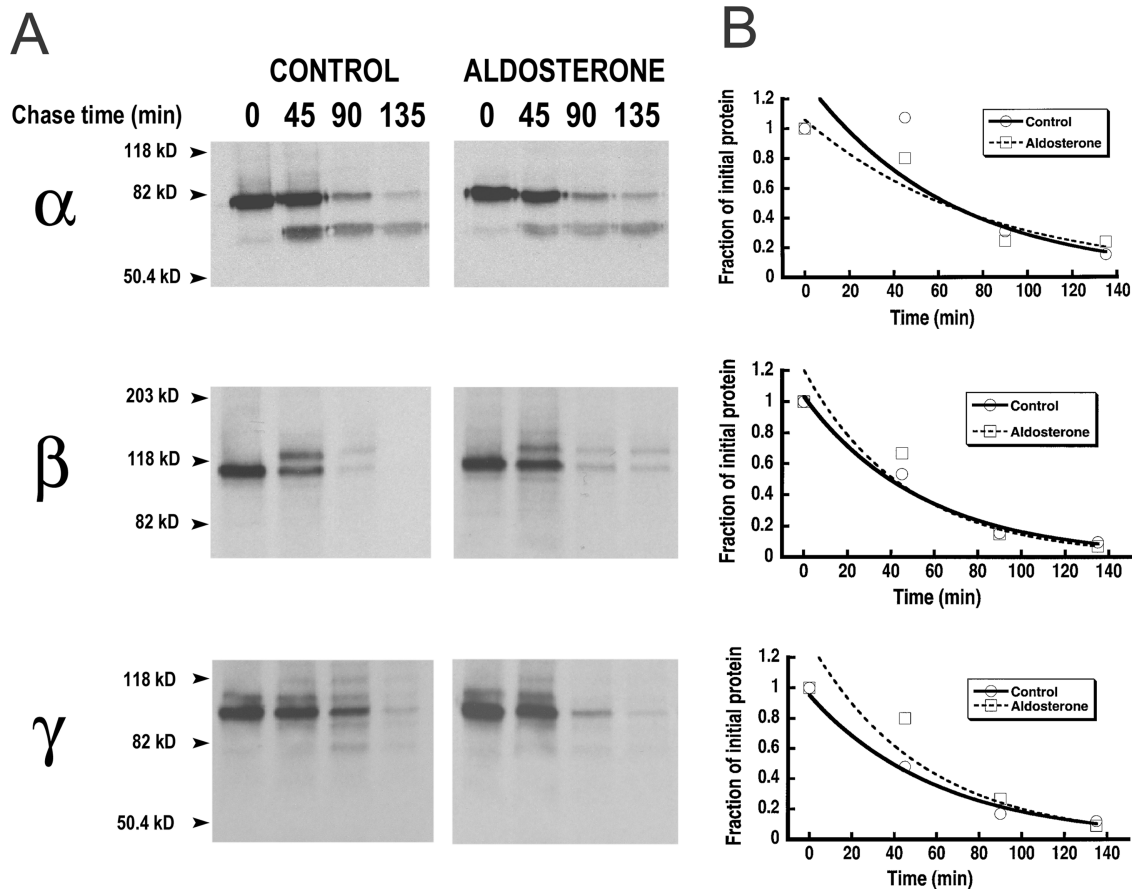 A
CONTROL ALDOSTERONE
Chase time (min) 0 45 90 135 0 45 90 135
α
118 kD
82 kD
50.4 kD
β
203 kD
118 kD
82 kD
γ
118 kD
82 kD
50.4 kD
B
Fraction of initial protein
1.2
1
0.8
0.6
0.4
0.2
0
0 20 40 60 80 100 120 140
Time (min)
Control
Aldosterone
Fraction of initial protein
1.2
1
0.8
0.6
0.4
0.2
0
0 20 40 60 80 100 120 140
Time (min)
Control
Aldosterone
Fraction of initial protein
1.2
1
0.8
0.6
0.4
0.2
0
0 20 40 60 80 100 120 140
Time (min)
Control
Aldosterone